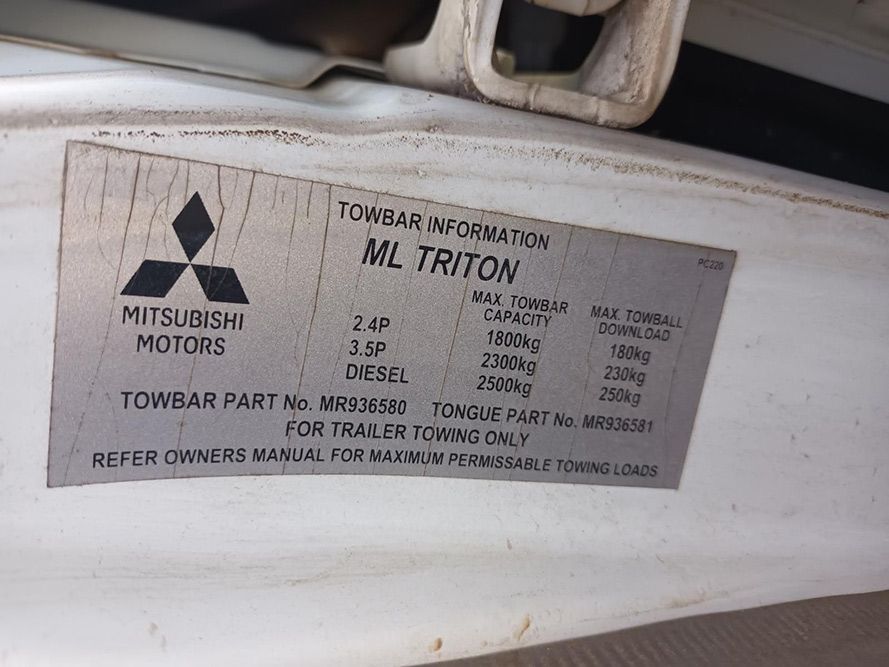 TOWBAR INFORMATION
ML TRITON
PC220
MITSUBISHI
MOTORS
MAX. TOWBAR
CAPACITY
MAX. TOWBALL
DOWNLOAD
2.4P 1800kg 180kg
3.5P 2300kg 230kg
DIESEL 2500kg 250kg
TOWBAR PART No. MR936580 TONGUE PART No. MR936581
FOR TRAILER TOWING ONLY
REFER OWNERS MANUAL FOR MAXIMUM PERMISSABLE TOWING LOADS